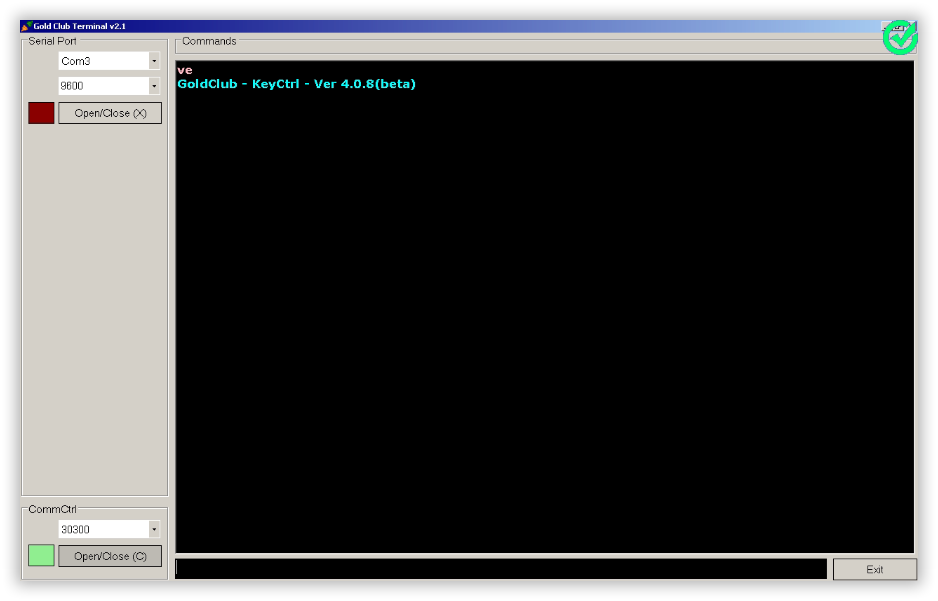 Gold Club Terminal v2.1
Serial Port
Com3
9600
Open/Close (X)
Commands
ve
GoldClub - KeyCtrl - Ver 4.0.8(beta)
CommCtrl
30300
Open/Close (C)
Exit